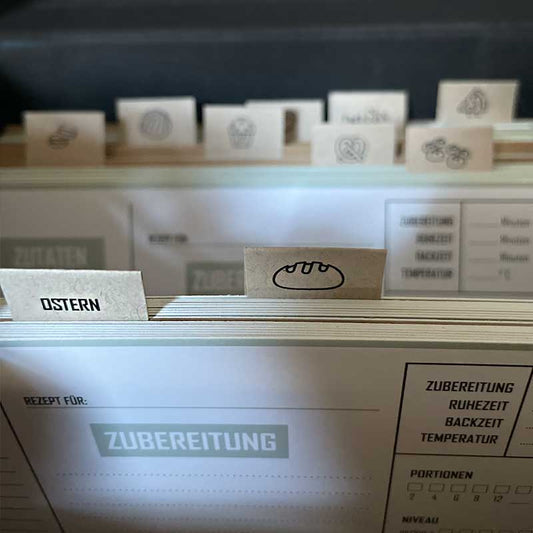 ZUTATEN
REZEPT FÜR:
ZUBEREITUNG
ZUBEREITUNG Minuten
RUHEZEIT Minuten
BACKZEIT Minuten
TEMPERATUR °C
OSTERN
REZEPT FÜR:
ZUBEREITUNG
ZUBEREITUNG
RUHEZEIT
BACKZEIT
TEMPERATUR
PORTIONEN
2 4 6 8 12
NIVEAU